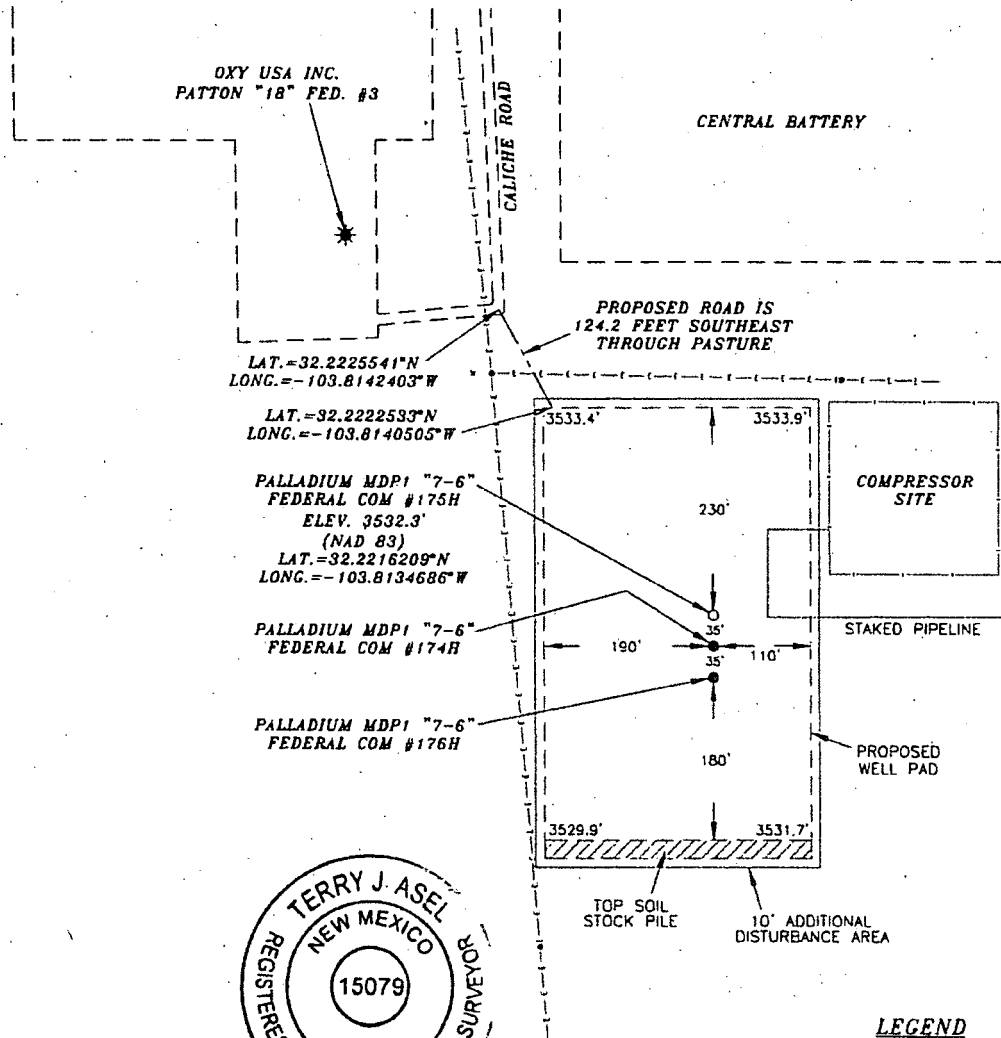 OXY USA INC.
PATTON "18" FED. #3
CALICHE ROAD
CENTRAL BATTERY
PROPOSED ROAD IS
124.2 FEET SOUTHEAST
THROUGH PASTURE
LAT.=32.2225541°N
LONG.=-103.8142403°W
LAT.=32.2222533°N
LONG.=-103.8140505°W
3533.4'
3533.9'
PALLADIUM MDP1 "7-6"
FEDERAL COM #175H
ELEV. 3532.3'
(NAD 83)
LAT.=32.2216209°N
LONG.=-103.8134686°W
230'
COMPRESSOR
SITE
35'
STAKED PIPELINE
PALLADIUM MDP1 "7-6"
FEDERAL COM #174H
190'
110'
35'
PALLADIUM MDP1 "7-6"
FEDERAL COM #176H
180'
PROPOSED
WELL PAD
3529.9'
3531.7'
TOP SOIL
STOCK PILE
10' ADDITIONAL
DISTURBANCE AREA
TERRY J. ASEL
NEW MEXICO
15079
SURVEYOR
LEGEND